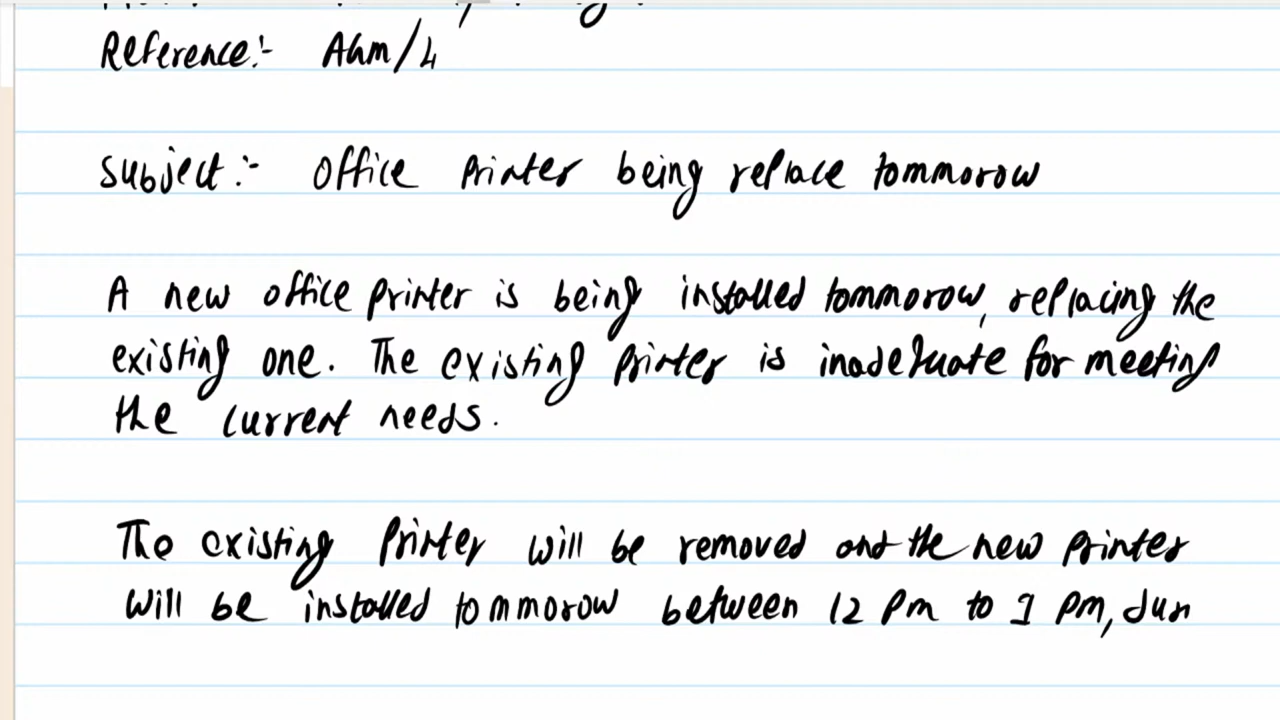 Reference:- Ahm/4
Subject:- Office Printer being replace tommorow
A new office printer is being installed tommorow, replacing the
existing one. The existing printer is inadequate for meeting
the current needs.
The existing Printer will be removed and the new printer
will be installed tommorow between 12 Pm to 1 Pm, dur